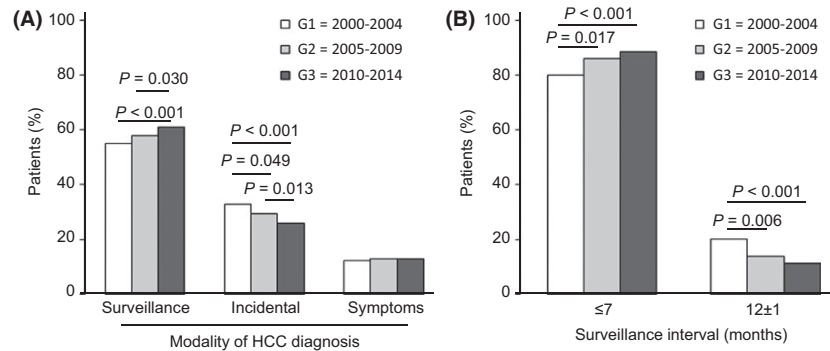 (A)
Patients (%)
100
80
60
40
20
0
G1 = 2000-2004
G2 = 2005-2009
G3 = 2010-2014
P = 0.030
P < 0.001
P < 0.001
P = 0.049
P = 0.013
Surveillance Incidental Symptoms
Modality of HCC diagnosis
(B)
Patients (%)
100
80
60
40
20
0
P < 0.001
P = 0.017
G1 = 2000-2004
G2 = 2005-2009
G3 = 2010-2014
P < 0.001
P = 0.006
≤7 12±1
Surveillance interval (months)